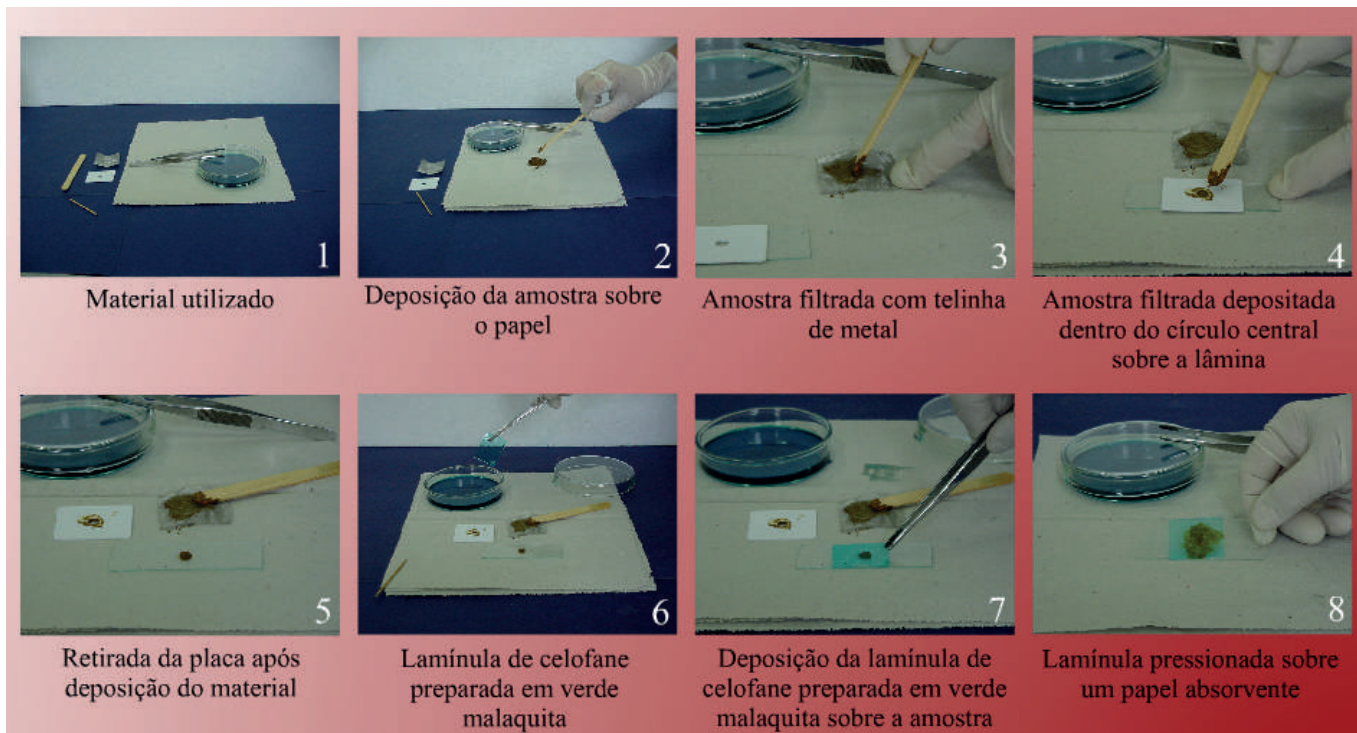 1
Material utilizado
2
Deposição da amostra sobre
o papel
3
Amostra filtrada com telinha
de metal
4
Amostra filtrada depositada
dentro do círculo central
sobre a lâmina
5
Retirada da placa após
deposição do material
6
Lamínula de celofane
preparada em verde
malaquita
7
Deposição da lamínula de
celofane preparada em verde
malaquita sobre a amostra
8
Lamínula pressionada sobre
um papel absorvente